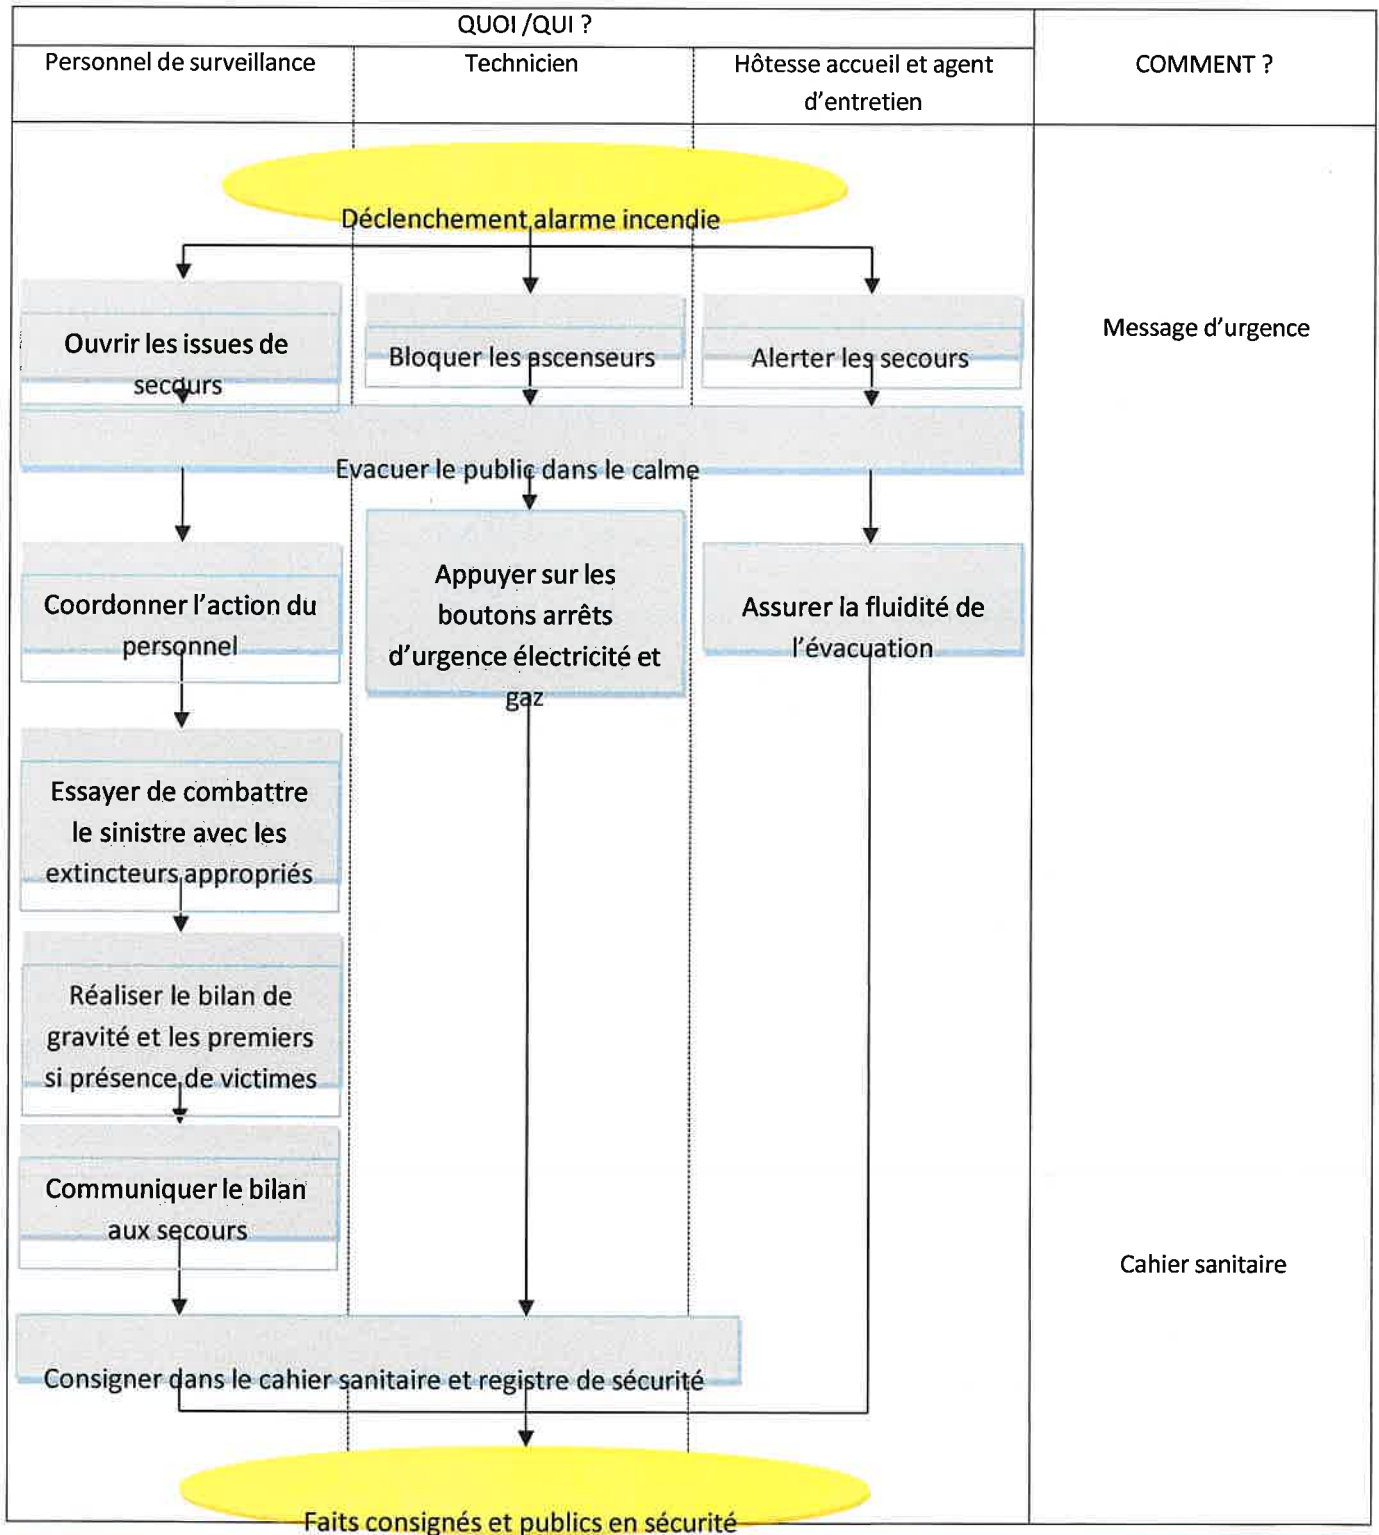 QUOI /QUI ?
Personnel de surveillance
Technicien
Hôtesse accueil et agent
d'entretien
COMMENT ?
Déclenchement alarme incendie
Ouvrir les issues de
secours
Bloquer les ascenseurs
Alerter les secours
Message d'urgence
Evacuer le public dans le calme
Coordonner l'action du
personnel
Appuyer sur les
boutons arrêts
d'urgence électricité et
gaz
Assurer la fluidité de
l'évacuation
Essayer de combattre
le sinistre avec les
extincteurs appropriés
Réaliser le bilan de
gravité et les premiers
si présence de victimes
Communiquer le bilan
aux secours
Cahier sanitaire
Consigner dans le cahier sanitaire et registre de sécurité
Faits consignés et publics en sécurité